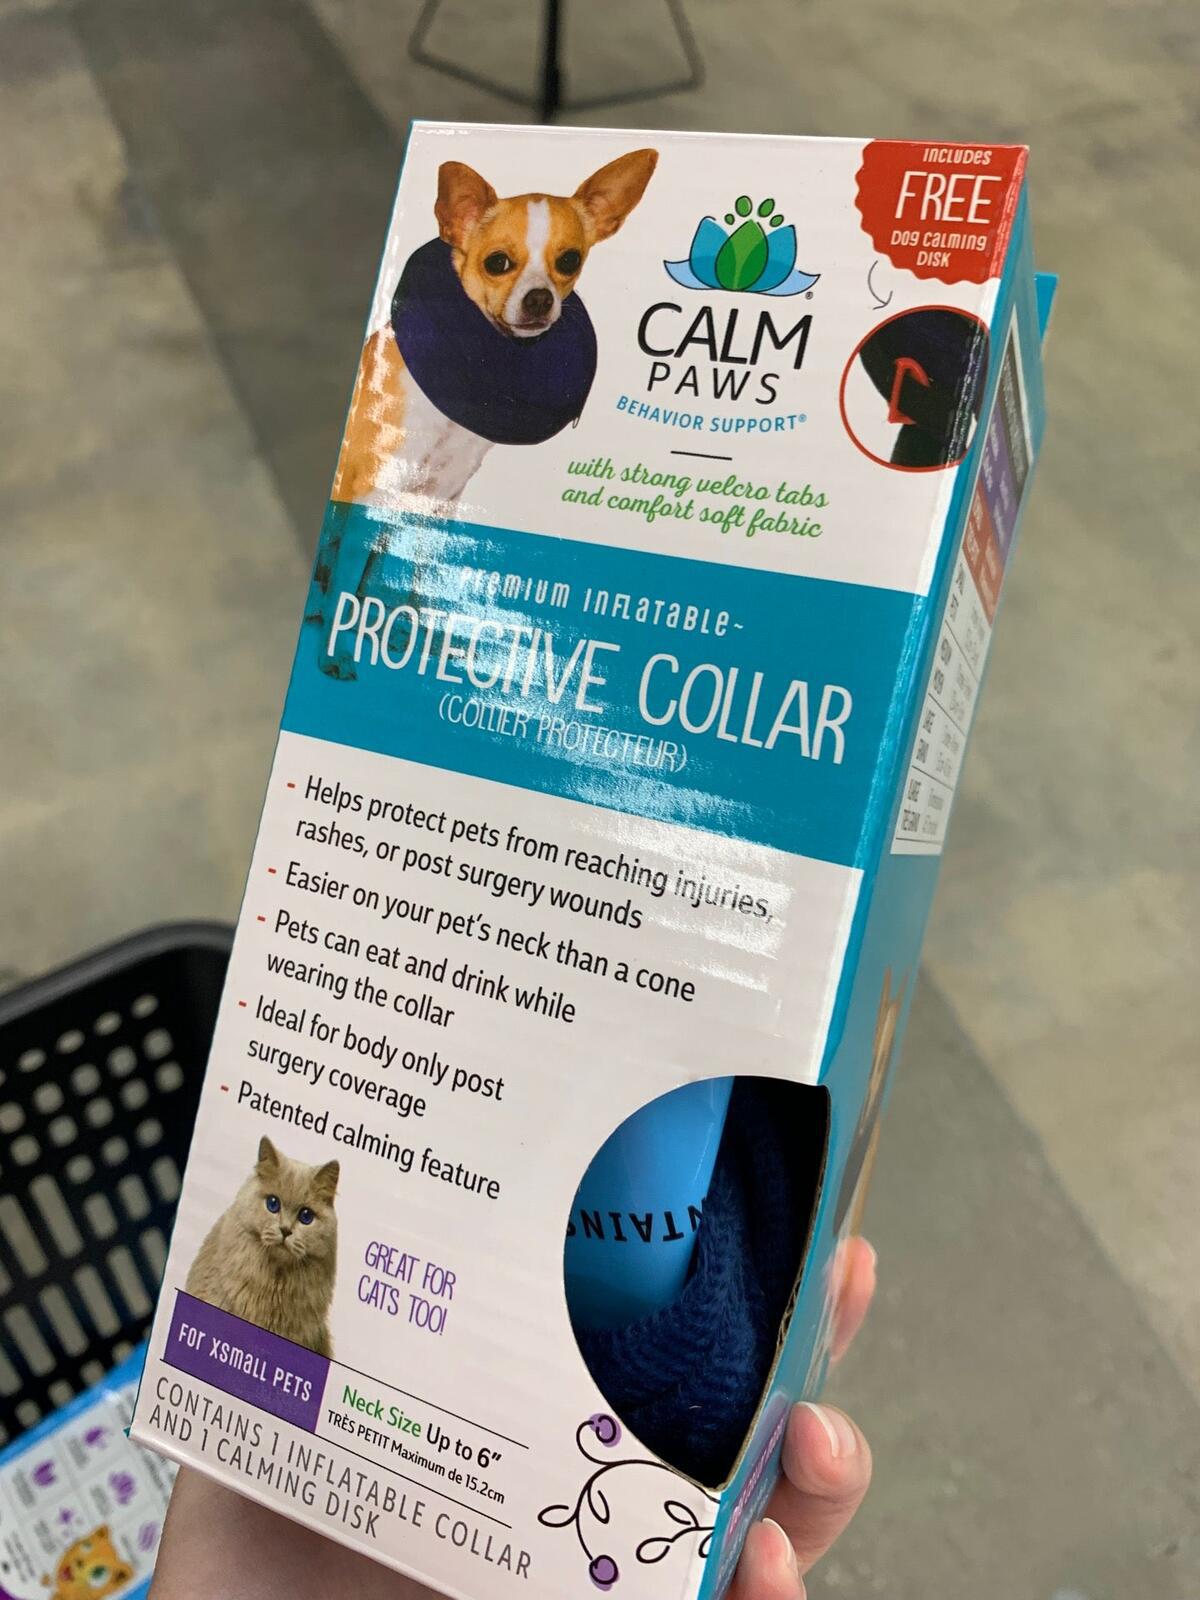 INCLUDES
FREE
DOG CALMING
DISK
CALM
PAWS
BEHAVIOR SUPPORT®
with strong velcro tabs
and comfort soft fabric
PREMIUM INFLATABLE~
PROTECTIVE COLLAR
(COLLIER PROTECTEUR)
- Helps protect pets from reaching injuries,
rashes, or post surgery wounds
- Easier on your pet's neck than a cone
- Pets can eat and drink while
wearing the collar
- Ideal for body only post
surgery coverage
- Patented calming feature
GREAT FOR
CATS TOO!
FOR XSMALL PETS
Neck Size Up to 6"
TRÈS PETIT Maximum de 15.2cm
CONTAINS 1 INFLATABLE COLLAR
AND 1 CALMING DISK